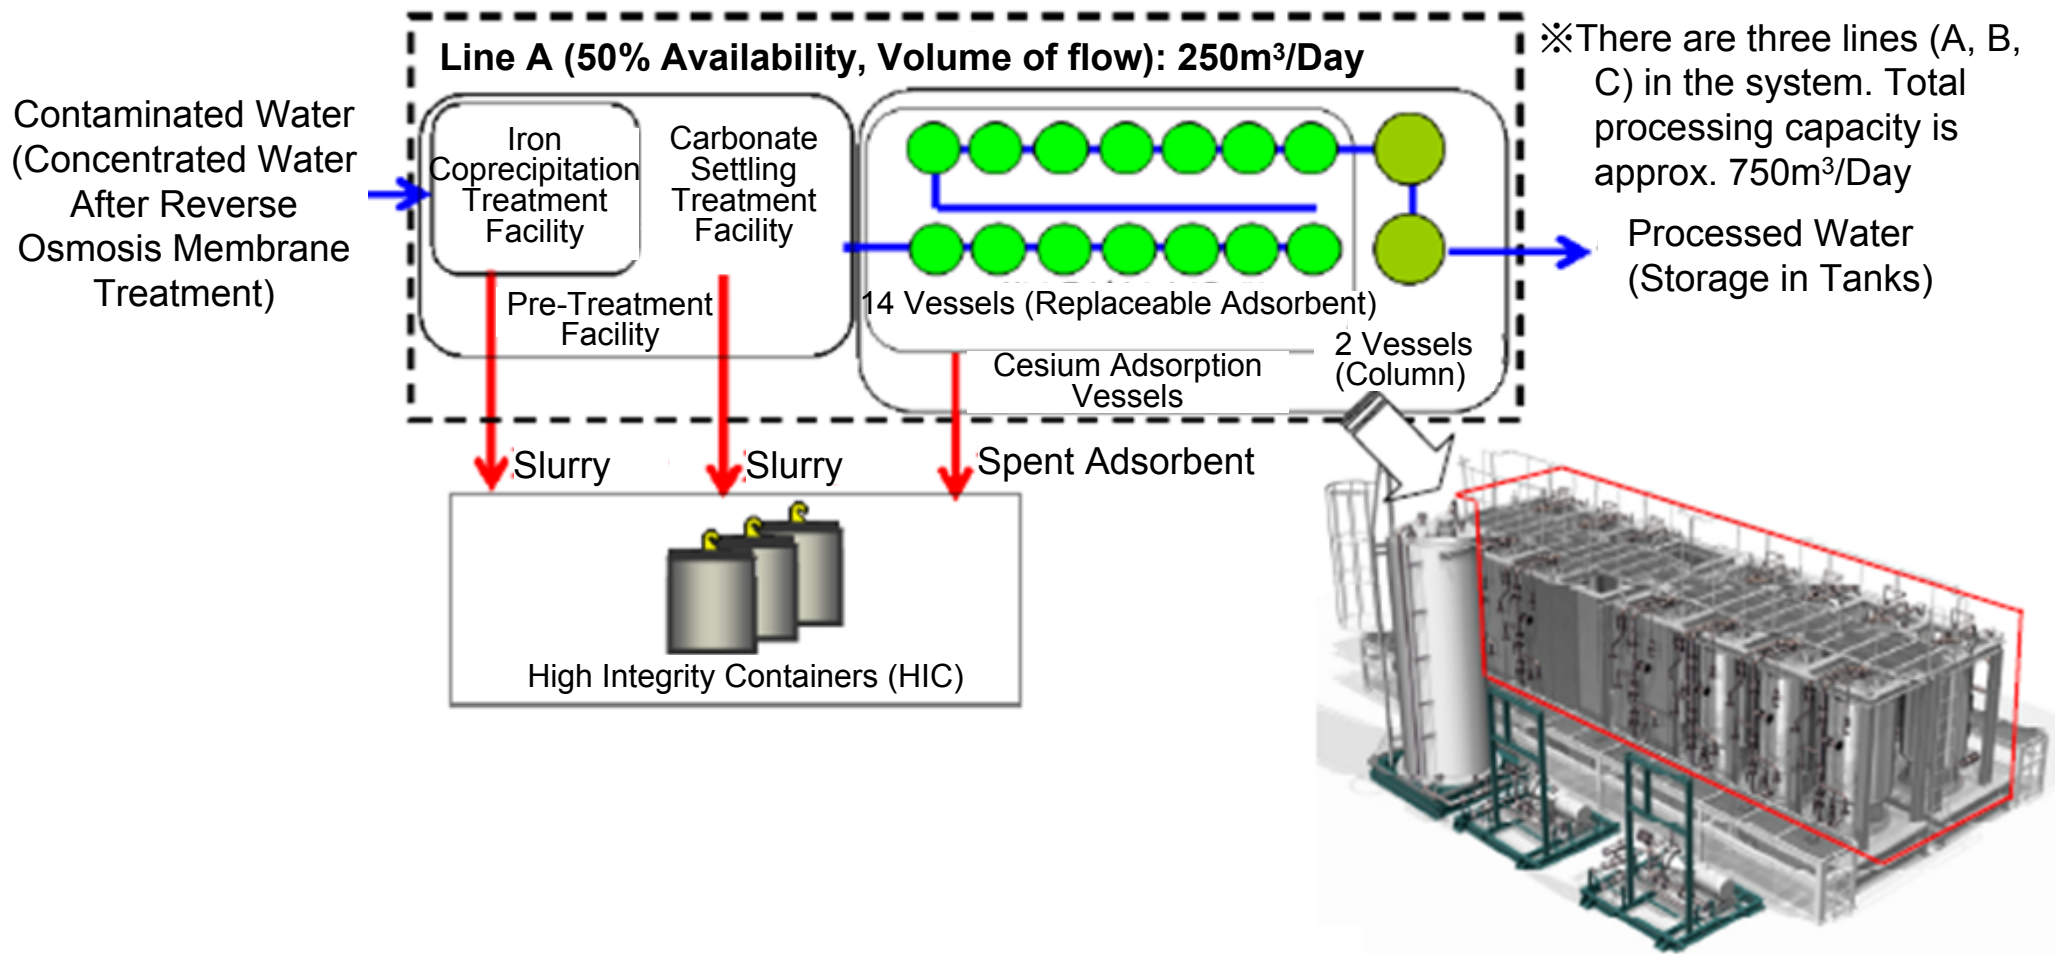 Line A (50% Availability, Volume of flow): 250m³/Day
※There are three lines (A, B,
C) in the system. Total
processing capacity is
approx. 750m³/Day
Contaminated Water
(Concentrated Water
After Reverse
Osmosis Membrane
Treatment)
Iron
Coprecipitation
Treatment
Facility
Carbonate
Settling
Treatment
Facility
Pre-Treatment
Facility
14 Vessels (Replaceable Adsorbent)
2 Vessels
(Column)
Cesium Adsorption
Vessels
Processed Water
(Storage in Tanks)
Slurry
Slurry
Spent Adsorbent
High Integrity Containers (HIC)